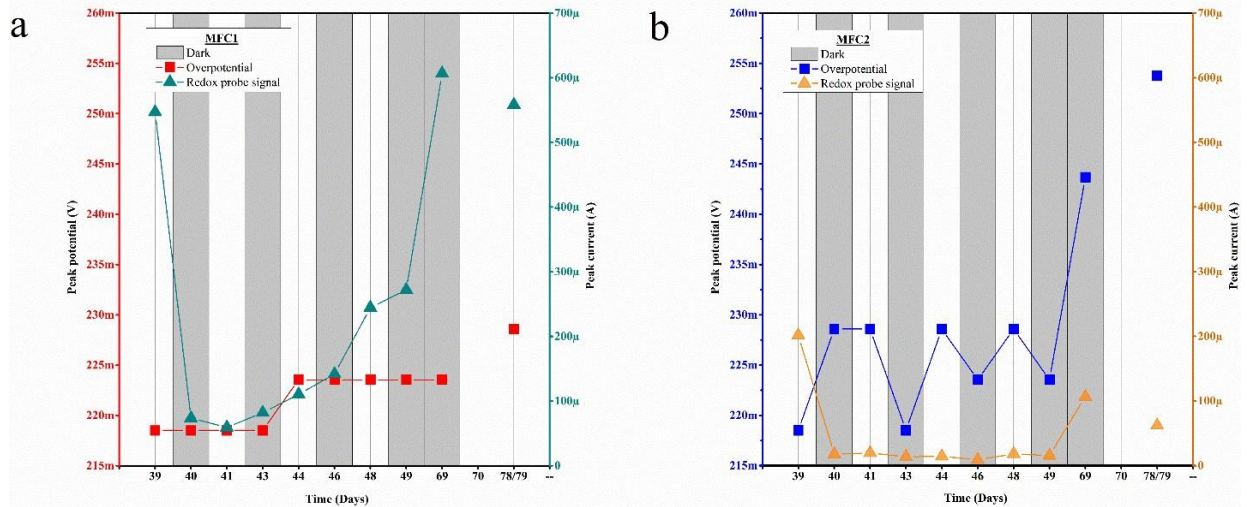 a
MFC1
Dark
Overpotential
Redox probe signal
260m
255m
250m
245m
240m
235m
230m
225m
220m
215m
Peak potential (V)
700µ
600µ
500µ
400µ
300µ
200µ
100µ
0
Peak current (A)
39
40
41
43
44
46
48
49
69
70
78/79
--
Time (Days)
b
MFC2
Dark
Overpotential
Redox probe signal
260m
255m
250m
245m
240m
235m
230m
225m
220m
215m
Peak potential (V)
700µ
600µ
500µ
400µ
300µ
200µ
100µ
0
Peak current (A)
39
40
41
43
44
46
48
49
69
70
78/79
--
Time (Days)